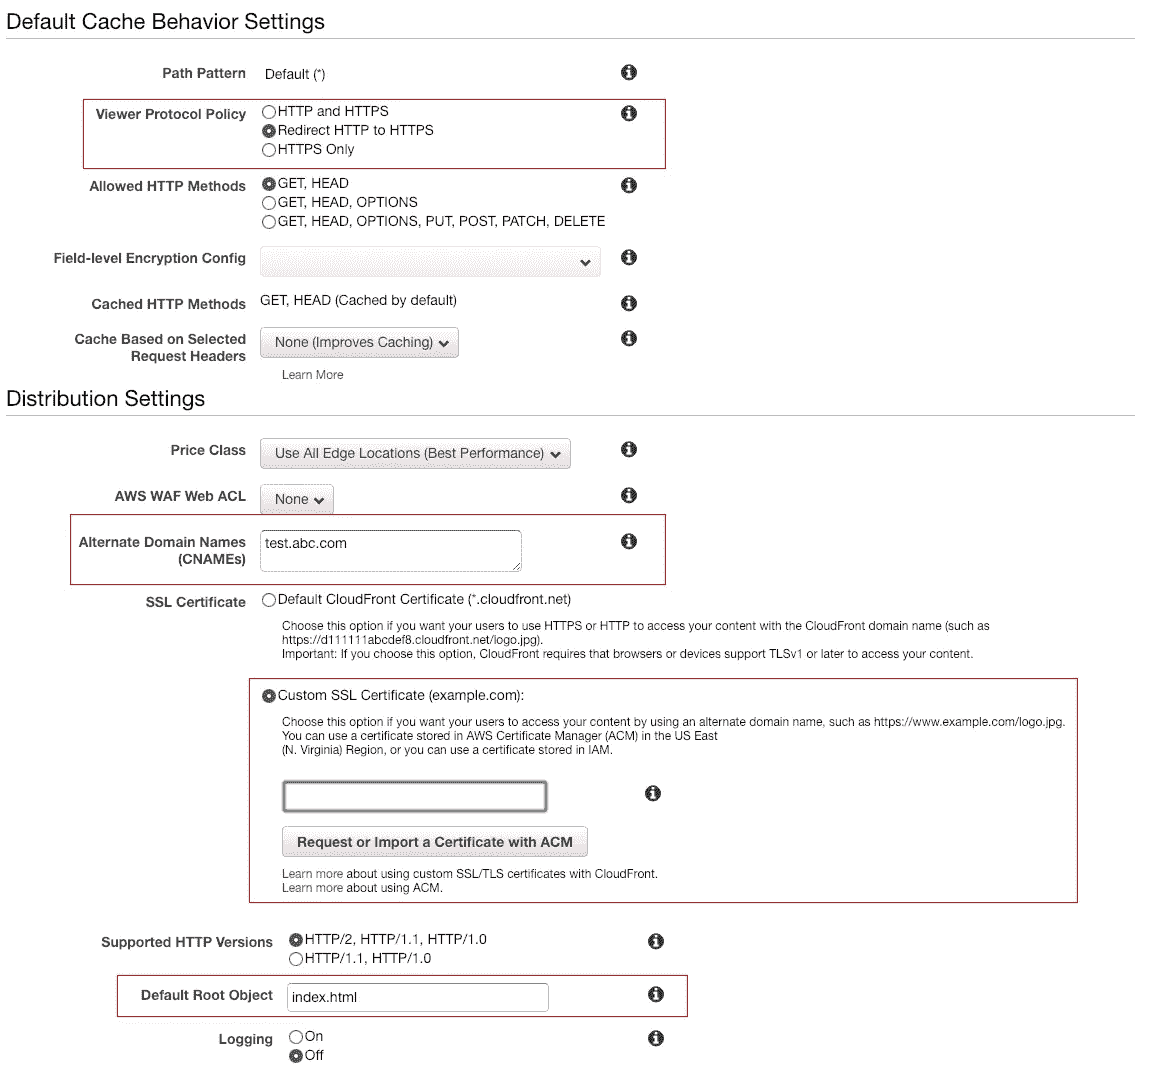 Default Cache Behavior Settings
Path Pattern Default (*)
Viewer Protocol Policy HTTP and HTTPS
Redirect HTTP to HTTPS
HTTPS Only
Allowed HTTP Methods GET, HEAD
GET, HEAD, OPTIONS
GET, HEAD, OPTIONS, PUT, POST, PATCH, DELETE
Field-level Encryption Config
Cached HTTP Methods GET, HEAD (Cached by default)
Cache Based on Selected
Request Headers
None (Improves Caching)
Learn More
Distribution Settings
Price Class Use All Edge Locations (Best Performance)
AWS WAF Web ACL None
Alternate Domain Names
(CNAMEs)
test.abc.com
SSL Certificate Default CloudFront Certificate (*.cloudfront.net)
Choose this option if you want your users to use HTTPS or HTTP to access your content with the CloudFront domain name (such as
https://d111111abcdef8.cloudfront.net/logo.jpg).
Important: If you choose this option, CloudFront requires that browsers or devices support TLSv1 or later to access your content.
Custom SSL Certificate (example.com):
Choose this option if you want your users to access your content by using an alternate domain name, such as https://www.example.com/logo.jpg.
You can use a certificate stored in AWS Certificate Manager (ACM) in the US East
(N. Virginia) Region, or you can use a certificate stored in IAM.
Request or Import a Certificate with ACM
Learn more about using custom SSL/TLS certificates with CloudFront.
Learn more about using ACM.
Supported HTTP Versions HTTP/2, HTTP/1.1, HTTP/1.0
HTTP/1.1, HTTP/1.0
Default Root Object index.html
Logging On
Off